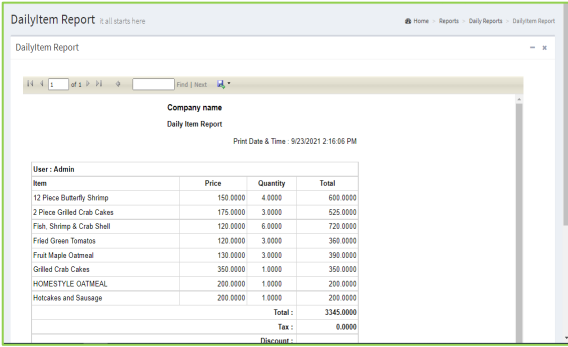 DailyItem Report it all starts here
Home > Reports > Daily Reports > DailyItem Report
DailyItem Report
1 of 1 Find | Next
Company name
Daily Item Report
Print Date & Time : 9/23/2021 2:16:06 PM
User : Admin
Item Price Quantity Total
12 Piece Butterfly Shrimp 150.0000 4.0000 600.0000
2 Piece Grilled Crab Cakes 175.0000 3.0000 525.0000
Fish, Shrimp & Crab Shell 120.0000 6.0000 720.0000
Fried Green Tomatos 120.0000 3.0000 360.0000
Fruit Maple Oatmeal 130.0000 3.0000 390.0000
Grilled Crab Cakes 350.0000 1.0000 350.0000
HOMESTYLE OATMEAL 200.0000 1.0000 200.0000
Hotcakes and Sausage 200.0000 1.0000 200.0000
Total : 3345.0000
Tax : 0.0000
Discount :